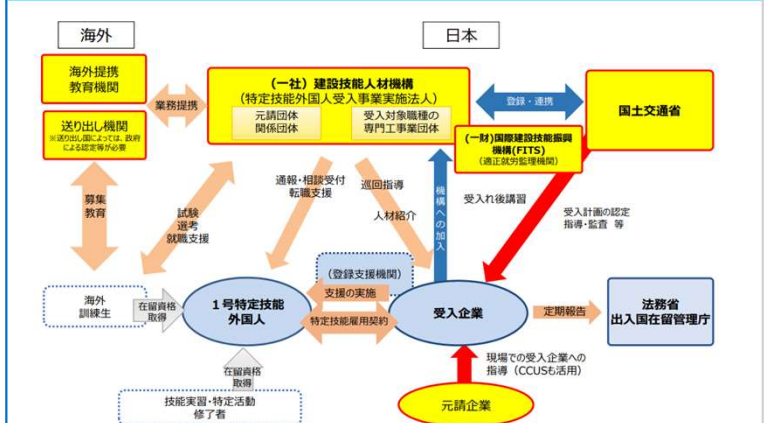 海外
日本
海外提携
教育機関
業務提携
(一社)建設技能人材機構
(特定技能外国人受入事業実施法人)
元請団体
関係団体
受入対象職種の
専門工事業団体
登録・連携
国土交通省
送り出し機関
※送り出し国によっては、政府
による認定等が必要
(一財)国際建設技能振興
機構(FITS)
(適正就労監理機関)
募集
教育
試験
選考
就職支援
通報・相談受付
転職支援
巡回指導
人材紹介
機構への加入
受入れ後講習
受入計画の認定
指導・監査 等
海外
訓練生
在留資格
取得
1号特定技能
外国人
(登録支援機関)
支援の実施
特定技能雇用契約
受入企業
定期報告
法務省
出入国在留管理庁
在留資格
取得
現場での受入企業への
指導(CCUSも活用)
技能実習・特定活動
修了者
元請企業